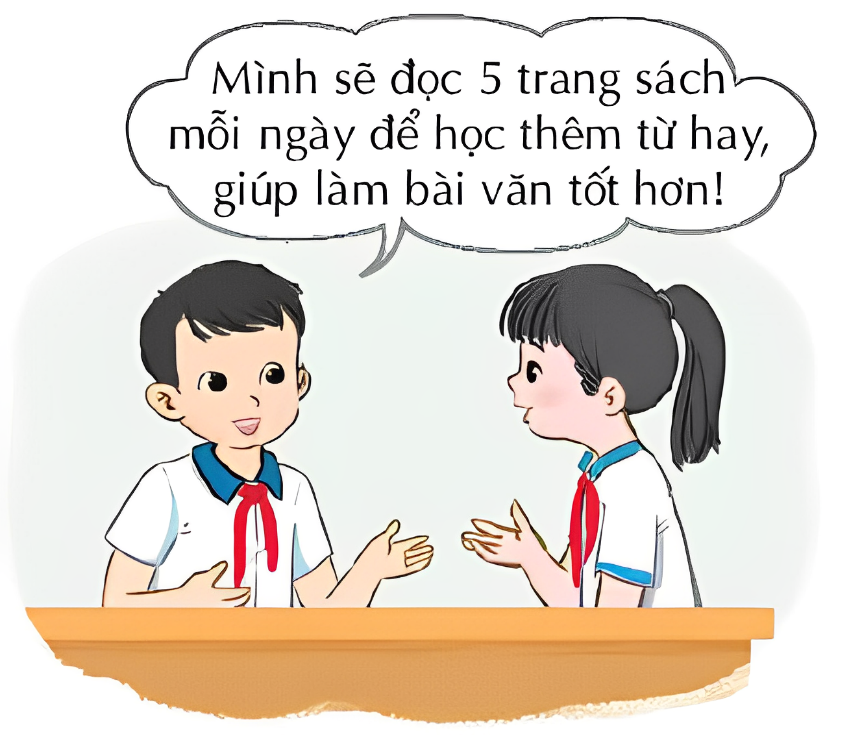 Mình sẽ đọc 5 trang sách
mỗi ngày để học thêm từ hay,
giúp làm bài văn tốt hơn!